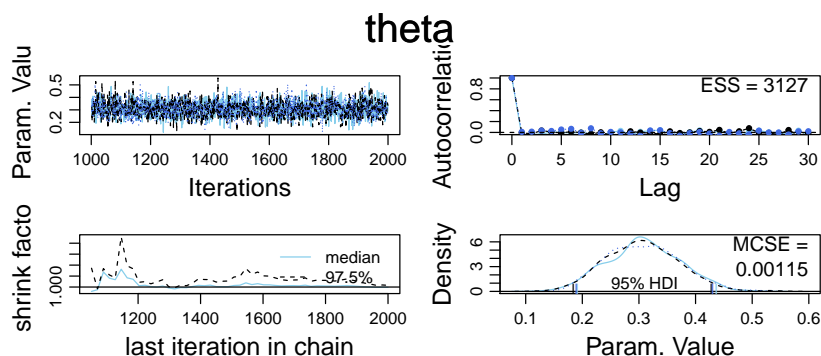 theta
Param. Valu
0.2 0.5
1000 1200 1400 1600 1800 2000
Iterations
Autocorrelatio
0.0 0.8
ESS = 3127
0 5 10 15 20 25 30
Lag
shrink facto
1.000
median
97.5%
1200 1400 1600 1800 2000
last iteration in chain
Density
0 3 6
MCSE =
0.00115
95% HDI
0.1 0.2 0.3 0.4 0.5 0.6
Param. Value